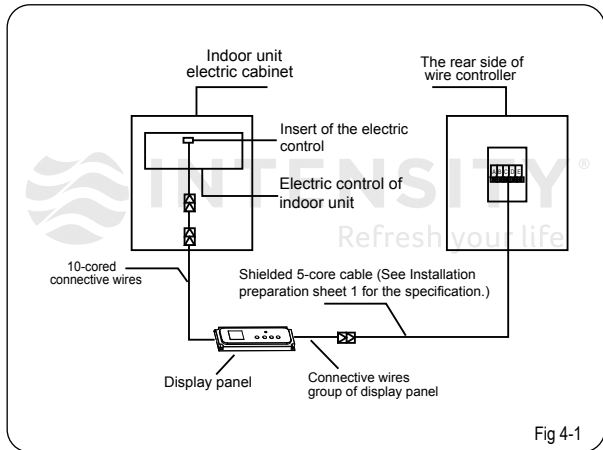 Indoor unit
electric cabinet
The rear side of
wire controller
Insert of the electric
control
A B C D E
Electric control of
indoor unit
INTENSITY®
Refresh your life
10-cored
connective wires
Shielded 5-core cable (See Installation
preparation sheet 1 for the specification.)
Display panel
Connective wires
group of display panel
Fig 4-1